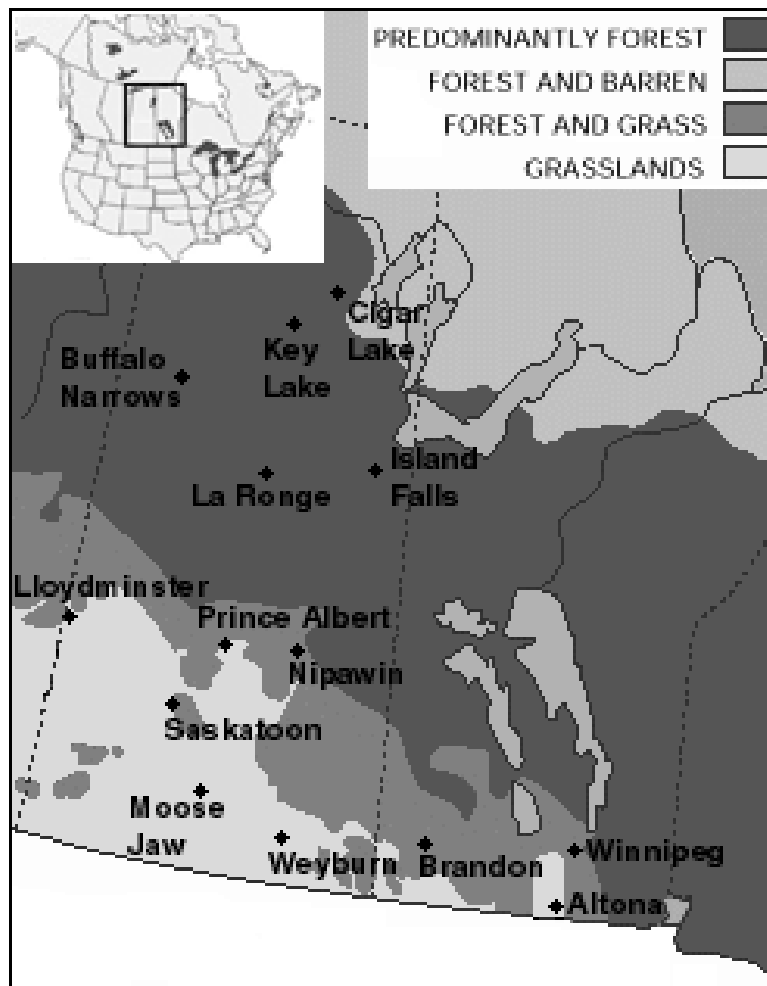 PREDOMINANTLY FOREST
FOREST AND BARREN
FOREST AND GRASS
GRASSLANDS
Cigar
Lake
Key
Lake
Buffalo
Narrows
Island
Falls
La Ronge
Lloydminster
Prince Albert
Nipawin
Saskatoon
Moose
Jaw
Weyburn
Brandon
Winnipeg
Altona